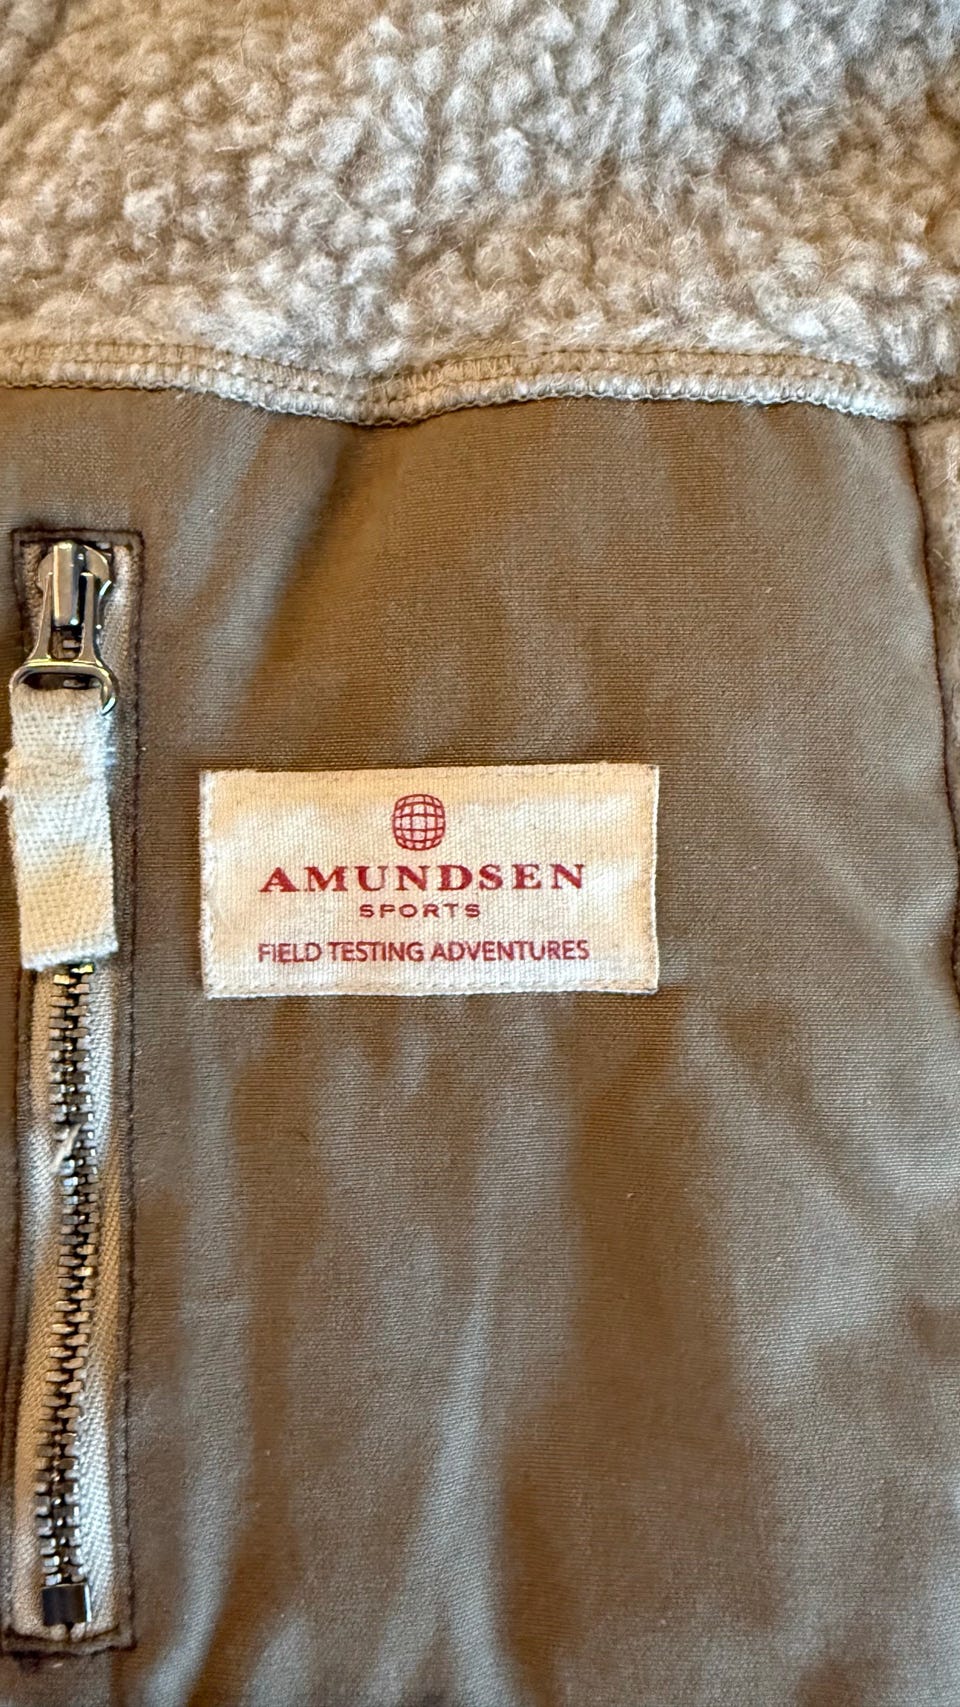 AMUNDSEN
SPORTS
FIELD TESTING ADVENTURES